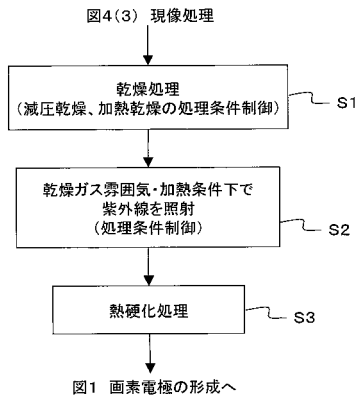 図4(3) 現像処理
乾燥処理
(減圧乾燥、加熱乾燥の処理条件制御)
S1
乾燥ガス雰囲気・加熱条件下で
紫外線を照射
(処理条件制御)
S2
熱硬化処理
S3
図1 画素電極の形成へ